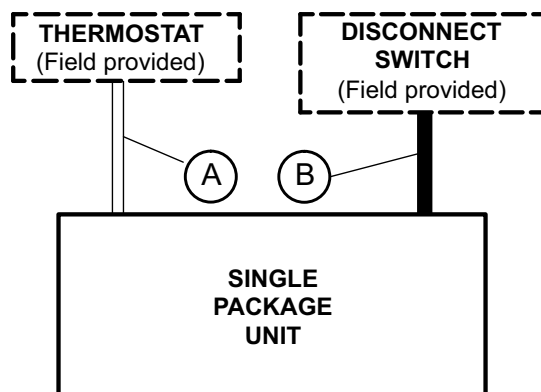 THERMOSTAT
(Field provided)
DISCONNECT
SWITCH
(Field provided)
A
B
SINGLE
PACKAGE
UNIT